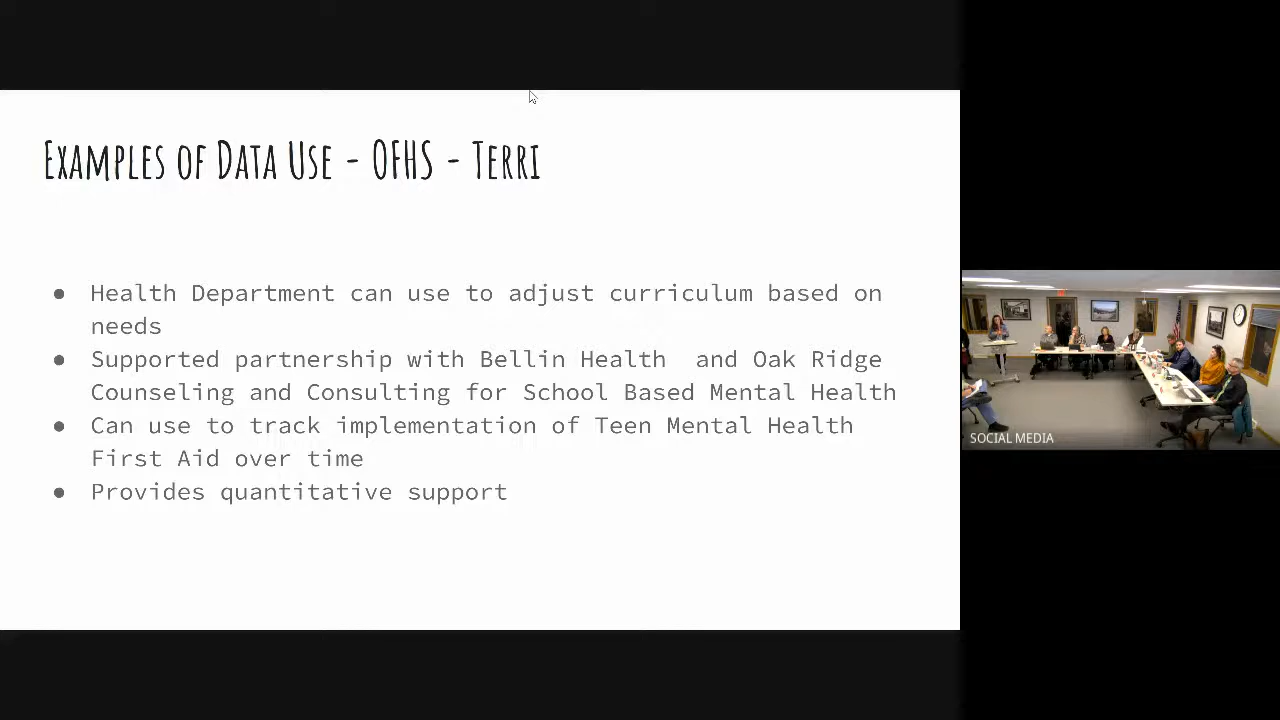 Examples of Data Use - OFHS - Terri
● Health Department can use to adjust curriculum based on
needs
● Supported partnership with Bellin Health and Oak Ridge
Counseling and Consulting for School Based Mental Health
● Can use to track implementation of Teen Mental Health
First Aid over time
● Provides quantitative support
SOCIAL MEDIA